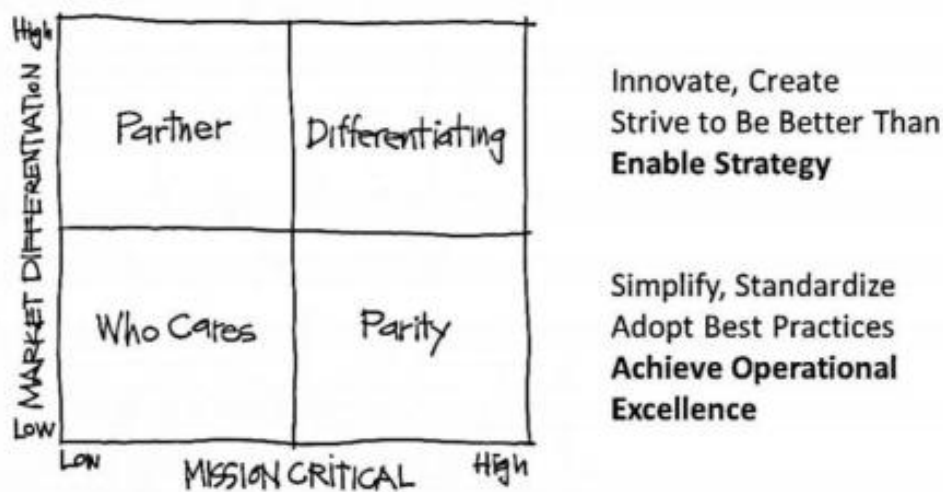 High
MARKET DIFFERENTIATION
Low
Partner
Differentiating
Who Cares
Parity
Low
MISSION CRITICAL
High
Innovate, Create
Strive to Be Better Than
Enable Strategy
Simplify, Standardize
Adopt Best Practices
Achieve Operational
Excellence